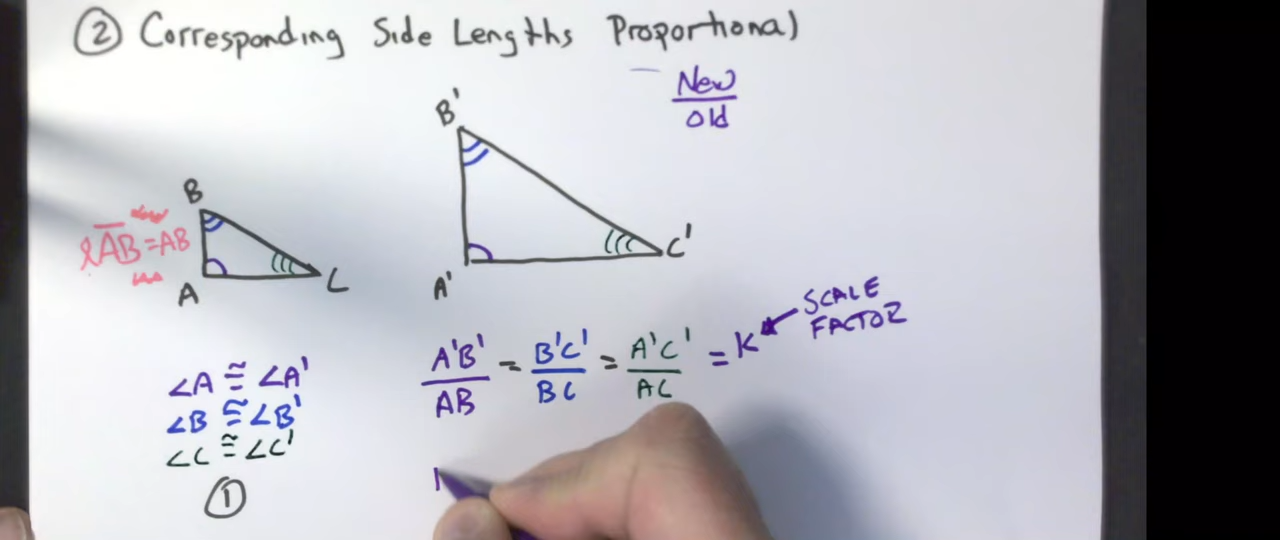 ② Corresponding Side Lengths Proportional
New
Old
B'
B
AB = AB
A
C
A'
C'
SCALE
FACTOR
A'B'/AB = B'C'/BC = A'C'/AC = K
∠A ≅ ∠A'
∠B ≅ ∠B'
∠C ≅ ∠C'
①